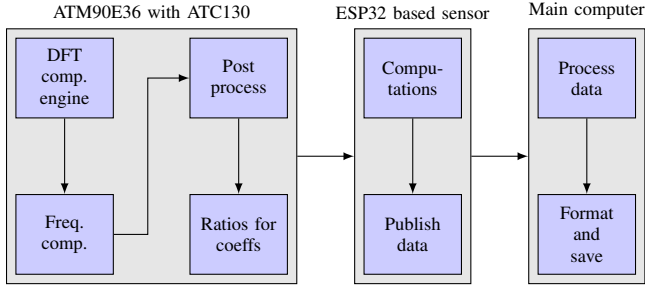 ATM90E36 with ATC130
ESP32 based sensor
Main computer
DFT
comp.
engine
Post
process
Compu-
tations
Process
data
Freq.
comp.
Ratios for
coeffs
Publish
data
Format
and
save